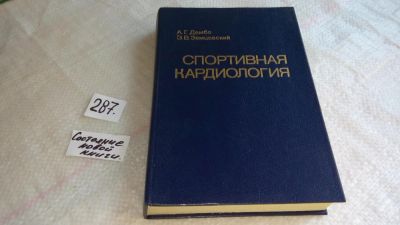 А.Г. Дембо
Э.В. Земцовский
СПОРТИВНАЯ
КАРДИОЛОГИЯ
287.
Состояние
новой
книги.